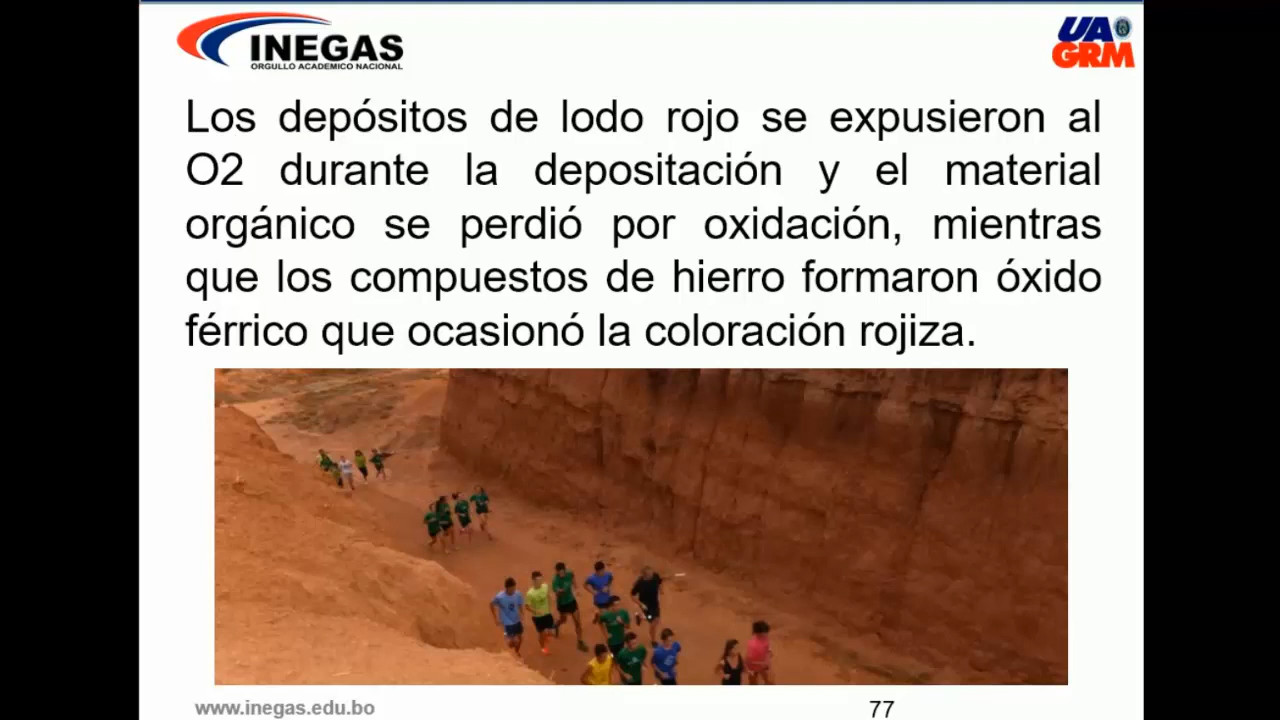 INEGAS
ORGULLO ACADEMICO NACIONAL
UA
GRM
Los depósitos de lodo rojo se expusieron al
O2 durante la depositación y el material
orgánico se perdió por oxidación, mientras
que los compuestos de hierro formaron óxido
férrico que ocasionó la coloración rojiza.
www.inegas.edu.bo
77